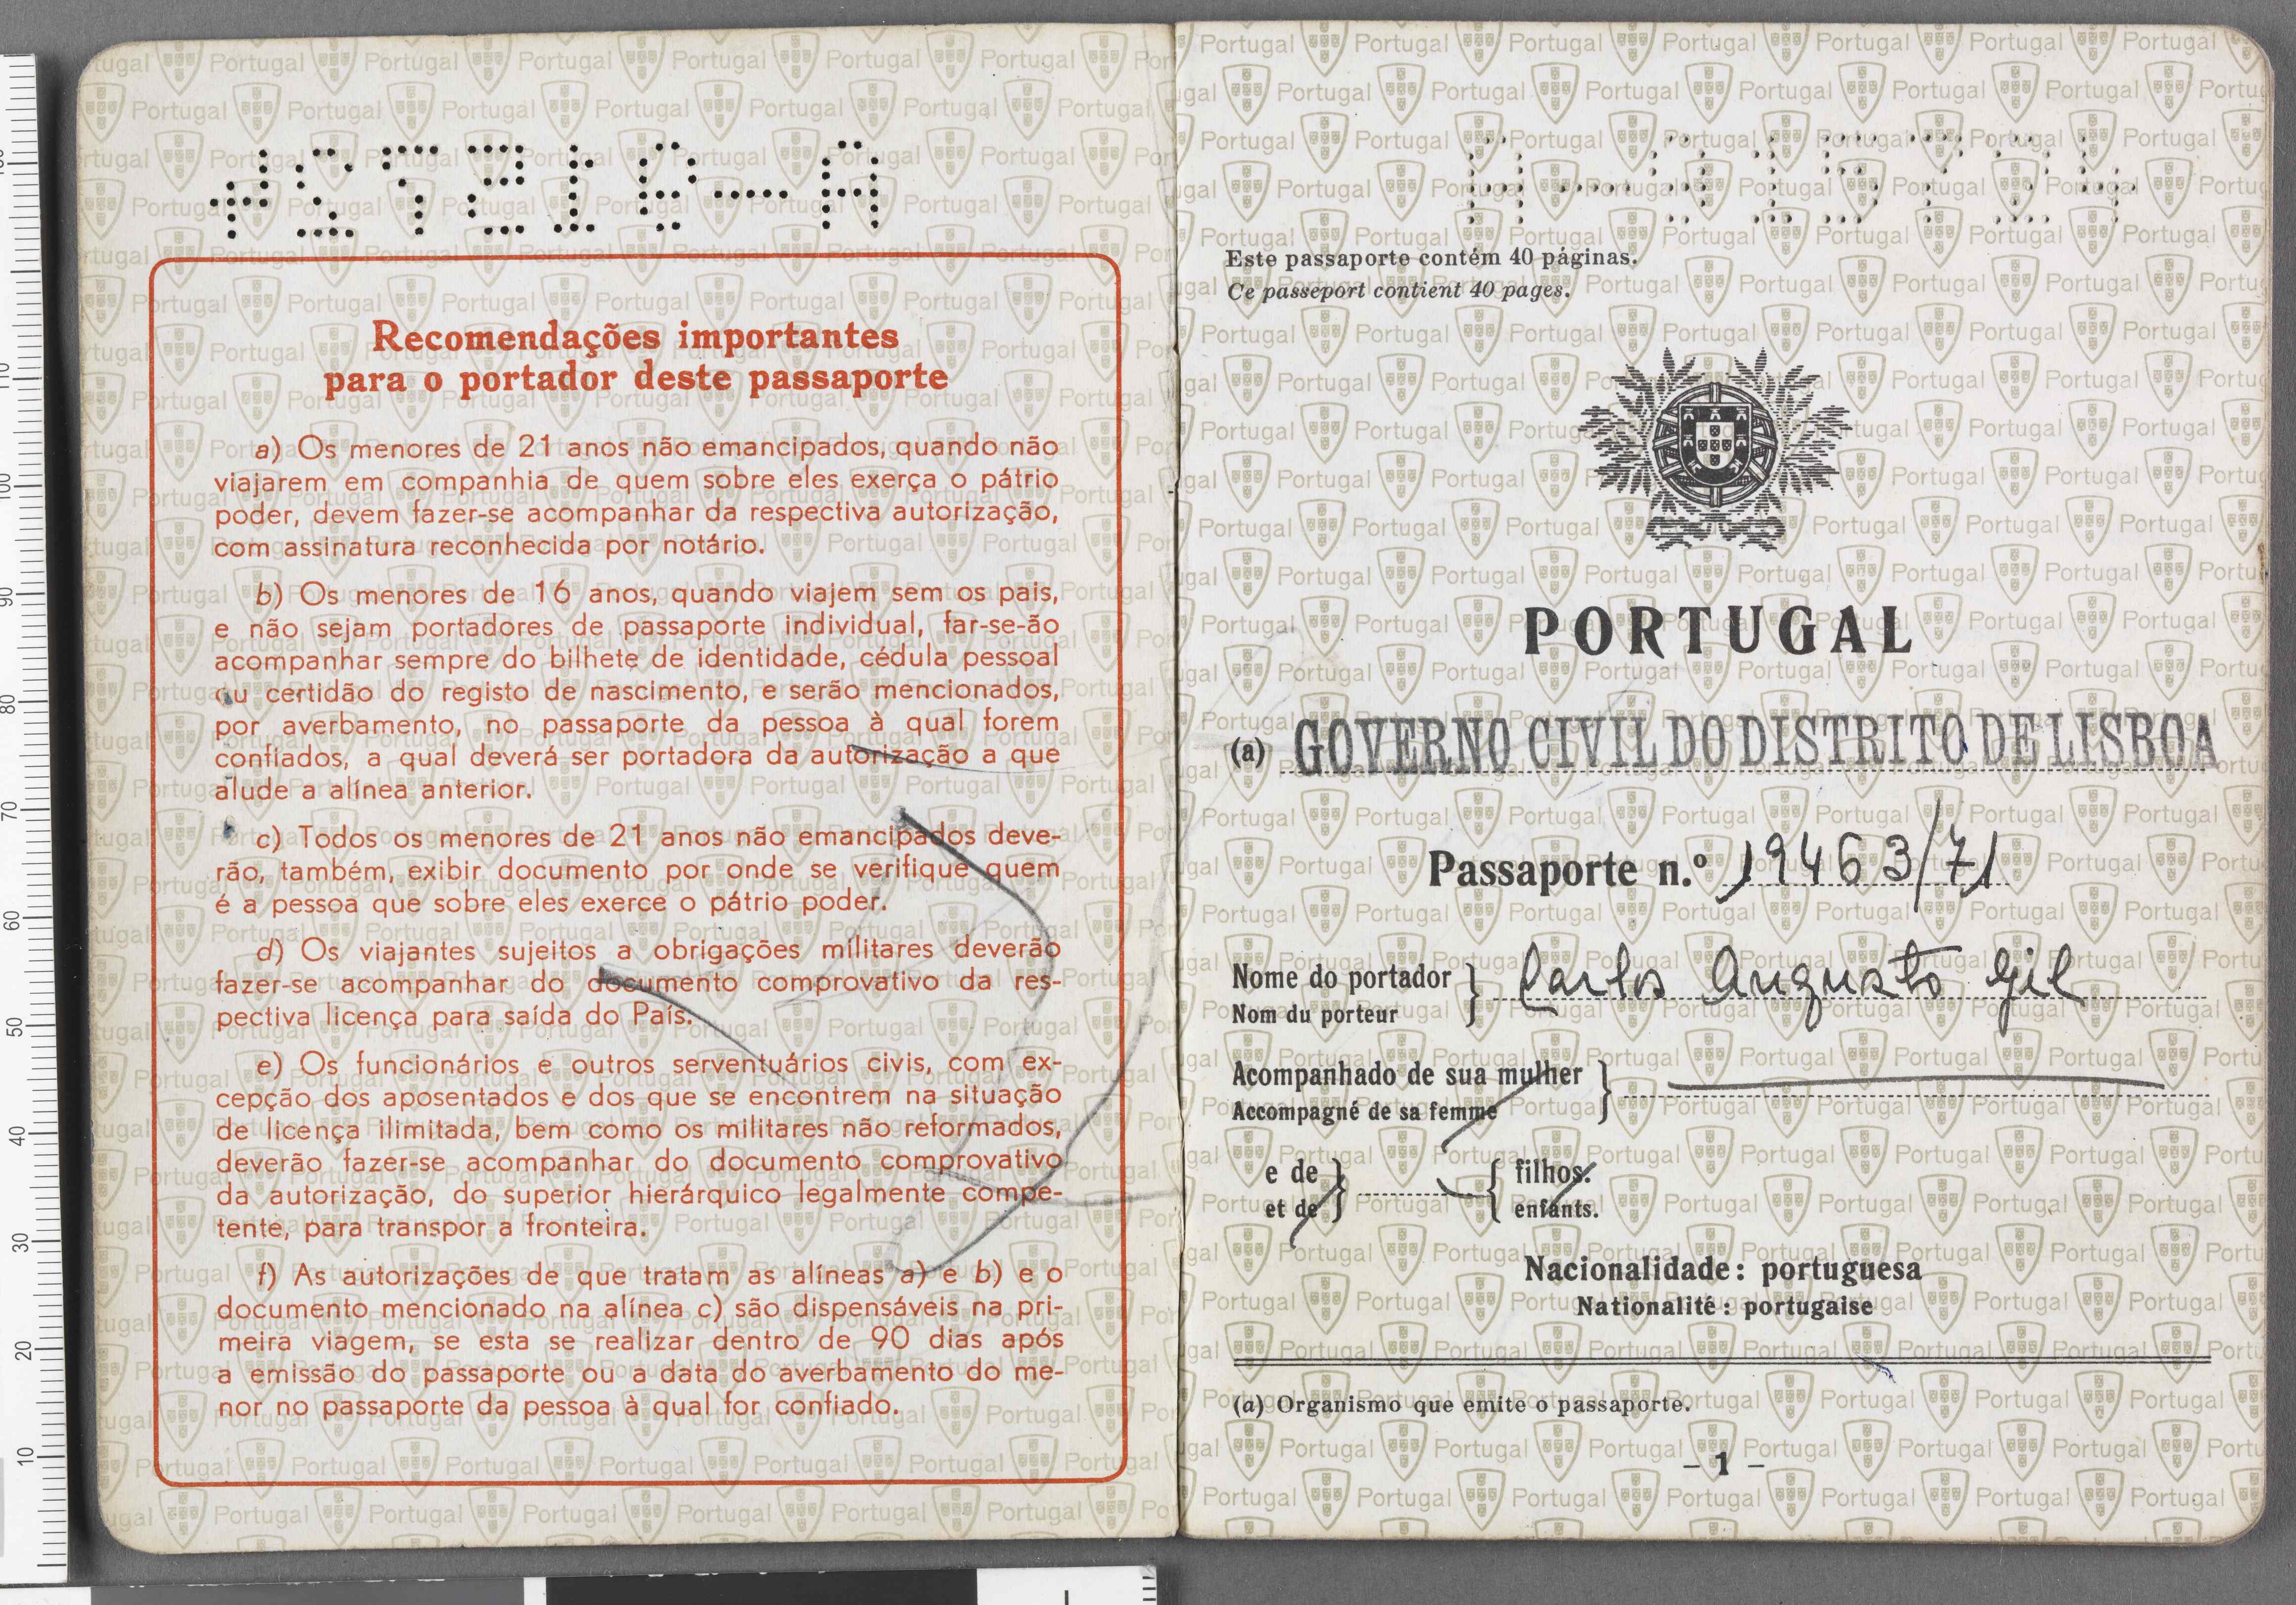 Recomendações importantes
para o portador deste passaporte
a) Os menores de 21 anos não emancipados, quando não
viajarem em companhia de quem sobre eles exerça o pátrio
poder, devem fazer-se acompanhar da respectiva autorização,
com assinatura reconhecida por notário.
b) Os menores de 16 anos, quando viajem sem os pais,
e não sejam portadores de passaporte individual, far-se-ão
acompanhar sempre do bilhete de identidade, cédula pessoal
ou certidão do registo de nascimento, e serão mencionados,
por averbamento, no passaporte da pessoa à qual forem
confiados, a qual deverá ser portadora da autorização a que
alude a alínea anterior.
c) Todos os menores de 21 anos não emancipados deve-
rão, também, exibir documento por onde se verifique quem
é a pessoa que sobre eles exerce o pátrio poder.
d) Os viajantes sujeitos a obrigações militares deverão
fazer-se acompanhar do documento comprovativo da res-
pectiva licença para saída do País.
e) Os funcionários e outros serventuários civis, com ex-
cepção dos aposentados e dos que se encontrem na situação
de licença ilimitada, bem como os militares não reformados,
deverão fazer-se acompanhar do documento comprovativo
da autorização, do superior hierárquico legalmente compe-
tente, para transpor a fronteira.
f) As autorizações de que tratam as alíneas a) e b) e o
documento mencionado na alínea c) são dispensáveis na pri-
meira viagem, se esta se realizar dentro de 90 dias após
a emissão do passaporte ou a data do averbamento do me-
nor no passaporte da pessoa à qual for confiado.
Este passaporte contém 40 páginas.
Ce passeport contient 40 pages.
PORTUGAL
(a) GOVERNO CIVIL DO DISTRITO DE LISBOA
Passaporte n.º 19463/71
Nome do portador } Carlos Augusto Gil
Nom du porteur
Acompanhado de sua mulher }
Accompagné de sa femme
e de } { filhos.
et de enfants.
Nacionalidade: portuguesa
Nationalité: portugaise
(a) Organismo que emite o passaporte.
– 1 –